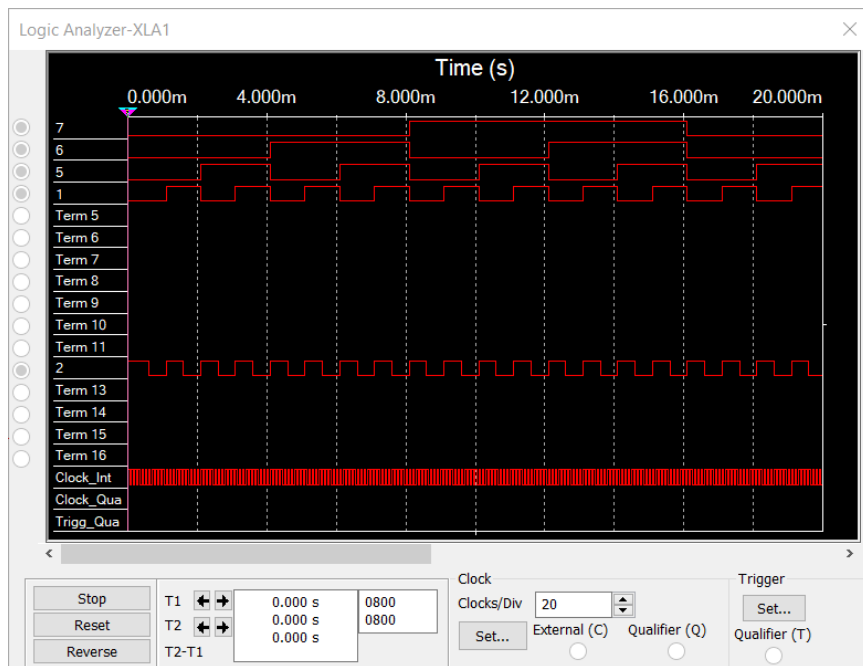 Logic Analyzer-XLA1
Time (s)
0.000m 4.000m 8.000m 12.000m 16.000m 20.000m
7
6
5
1
Term 5
Term 6
Term 7
Term 8
Term 9
Term 10
Term 11
2
Term 13
Term 14
Term 15
Term 16
Clock_Int
Clock_Qua
Trigg_Qua
Stop
Reset
Reverse
T1 0.000 s 0800
T2 0.000 s 0800
T2-T1 0.000 s
Clock
Clocks/Div 20
Set... External (C) Qualifier (Q)
Trigger
Set...
Qualifier (T)